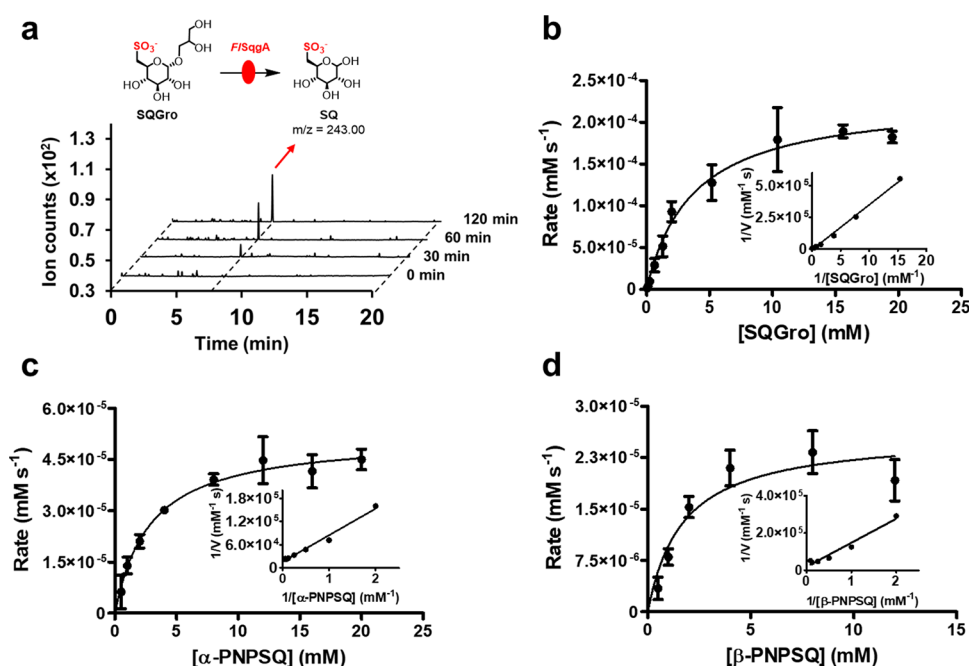 a
SO3-
OH
OH
O
O
HO
OH
OH
SQGro
FlSqgA
SO3-
O
OH
HO
OH
OH
SQ
m/z = 243.00
Ion counts (x10²)
1.3
1.1
0.9
0.7
0.5
0.3
120 min
60 min
30 min
0 min
0 5 10 15 20
Time (min)
b
Rate (mM s⁻¹)
2.5×10⁻⁴
2.0×10⁻⁴
1.5×10⁻⁴
1.0×10⁻⁴
5.0×10⁻⁵
0
0 5 10 15 20 25
[SQGro] (mM)
1/V (mM⁻¹ s)
5.0×10⁵
2.5×10⁵
0
0 5 10 15 20
1/[SQGro] (mM⁻¹)
c
Rate (mM s⁻¹)
6.0×10⁻⁵
4.5×10⁻⁵
3.0×10⁻⁵
1.5×10⁻⁵
0
0 5 10 15 20 25
[α-PNPSQ] (mM)
1/V (mM⁻¹ s)
1.8×10⁵
1.2×10⁵
6.0×10⁴
0
0 1 2
1/[α-PNPSQ] (mM⁻¹)
d
Rate (mM s⁻¹)
3.0×10⁻⁵
2.3×10⁻⁵
1.5×10⁻⁵
7.5×10⁻⁶
0
0 5 10 15
[β-PNPSQ] (mM)
1/V (mM⁻¹ s)
4.0×10⁵
2.0×10⁵
0
0 1 2
1/[β-PNPSQ] (mM⁻¹)